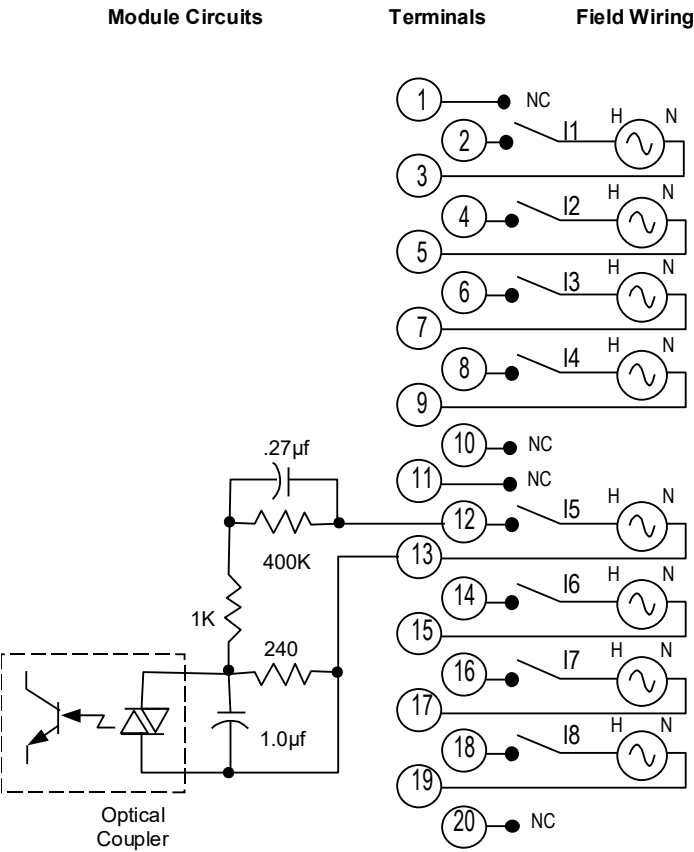 Module Circuits Terminals Field Wiring
1 NC
2 I1 H N
3
4 I2 H N
5
6 I3 H N
7
8 I4 H N
9
10 NC
11 NC
.27µf
12 I5 H N
400K
13
14 I6 H N
1K
15
240
16 I7 H N
17
1.0µf
18 I8 H N
19
20 NC
Optical
Coupler